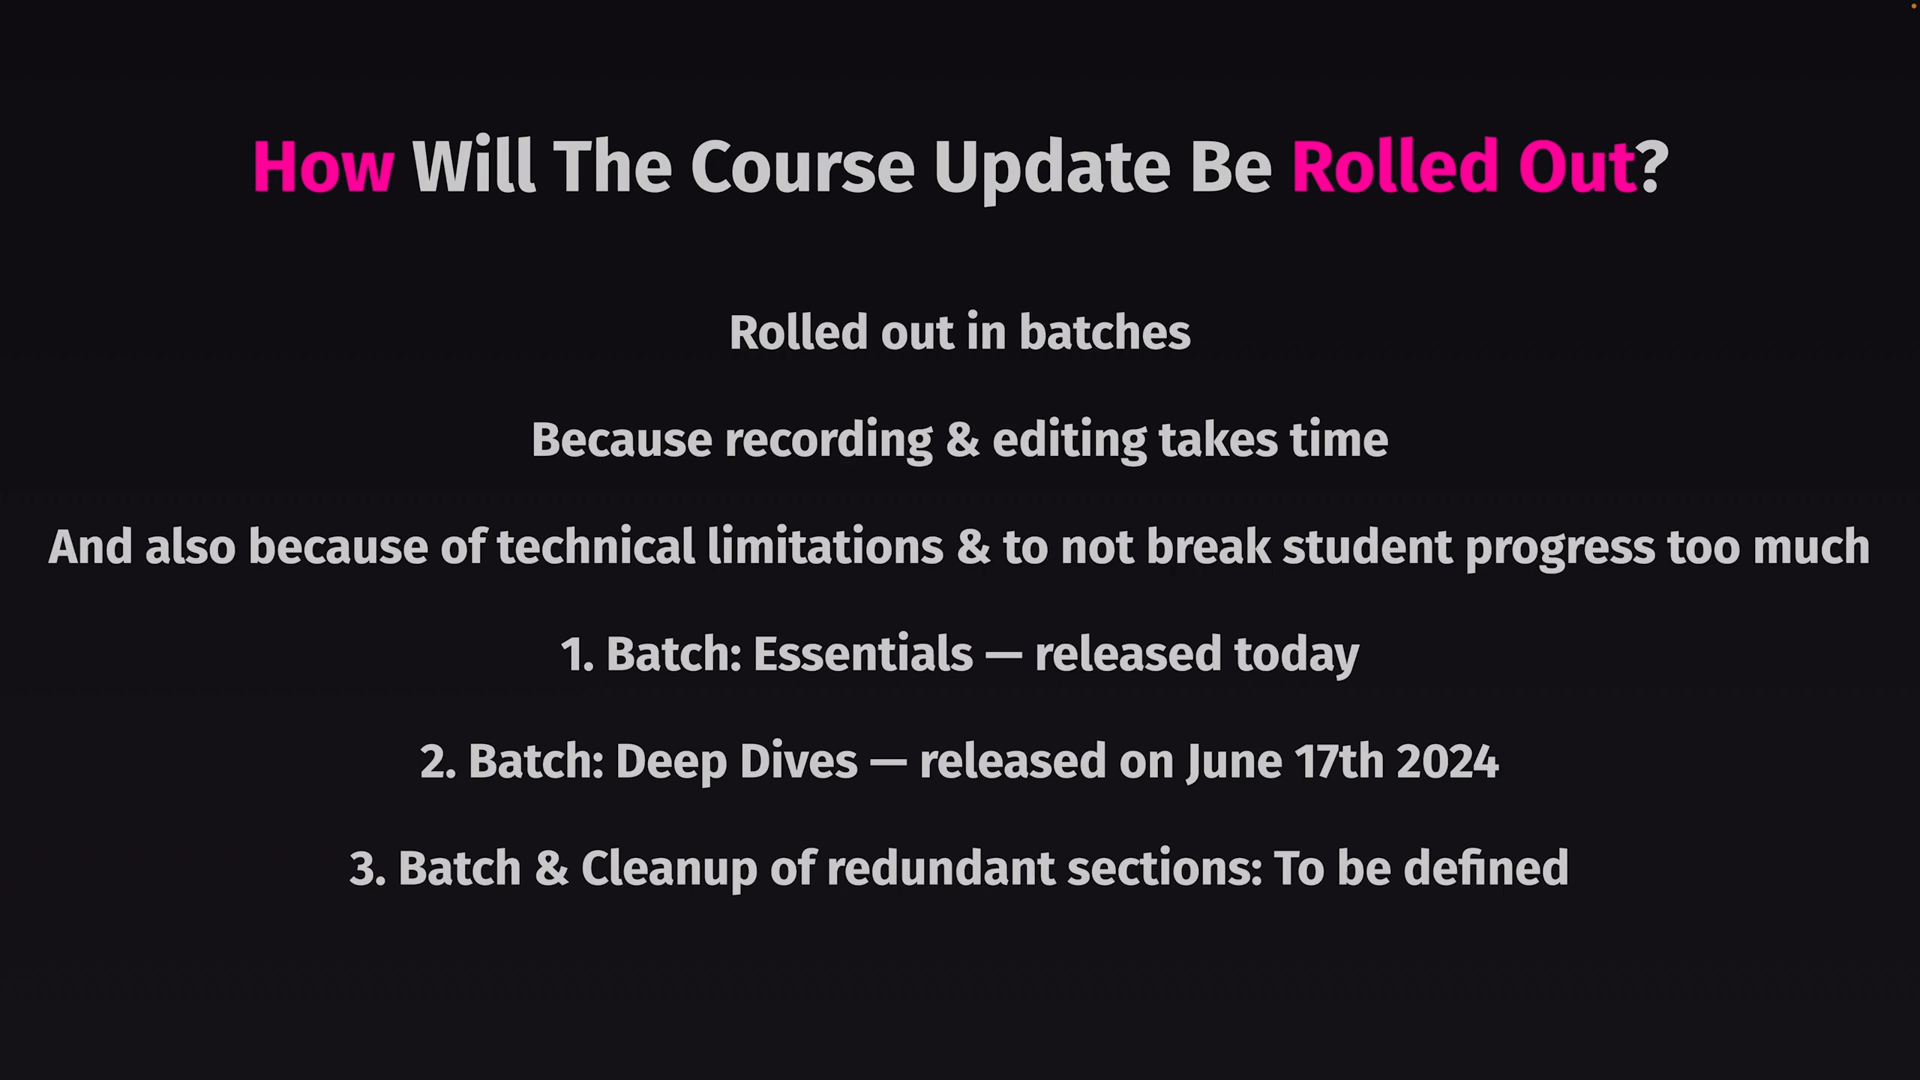 How Will The Course Update Be Rolled Out?
Rolled out in batches
Because recording & editing takes time
And also because of technical limitations & to not break student progress too much
1. Batch: Essentials — released today
2. Batch: Deep Dives — released on June 17th 2024
3. Batch & Cleanup of redundant sections: To be defined